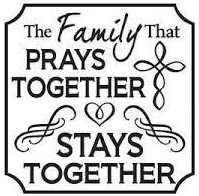 The Family That
PRAYS
TOGETHER
STAYS
TOGETHER